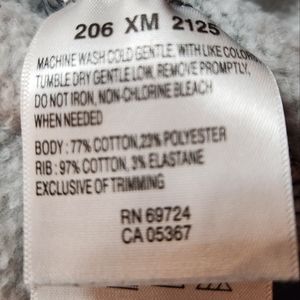 206 XM 2125
MACHINE WASH COLD GENTLE, WITH LIKE COLORS
TUMBLE DRY GENTLE LOW, REMOVE PROMPTLY,
DO NOT IRON, NON-CHLORINE BLEACH
WHEN NEEDED
BODY : 77% COTTON, 23% POLYESTER
RIB : 97% COTTON, 3% ELASTANE
EXCLUSIVE OF TRIMMING
RN 69724
CA 05367